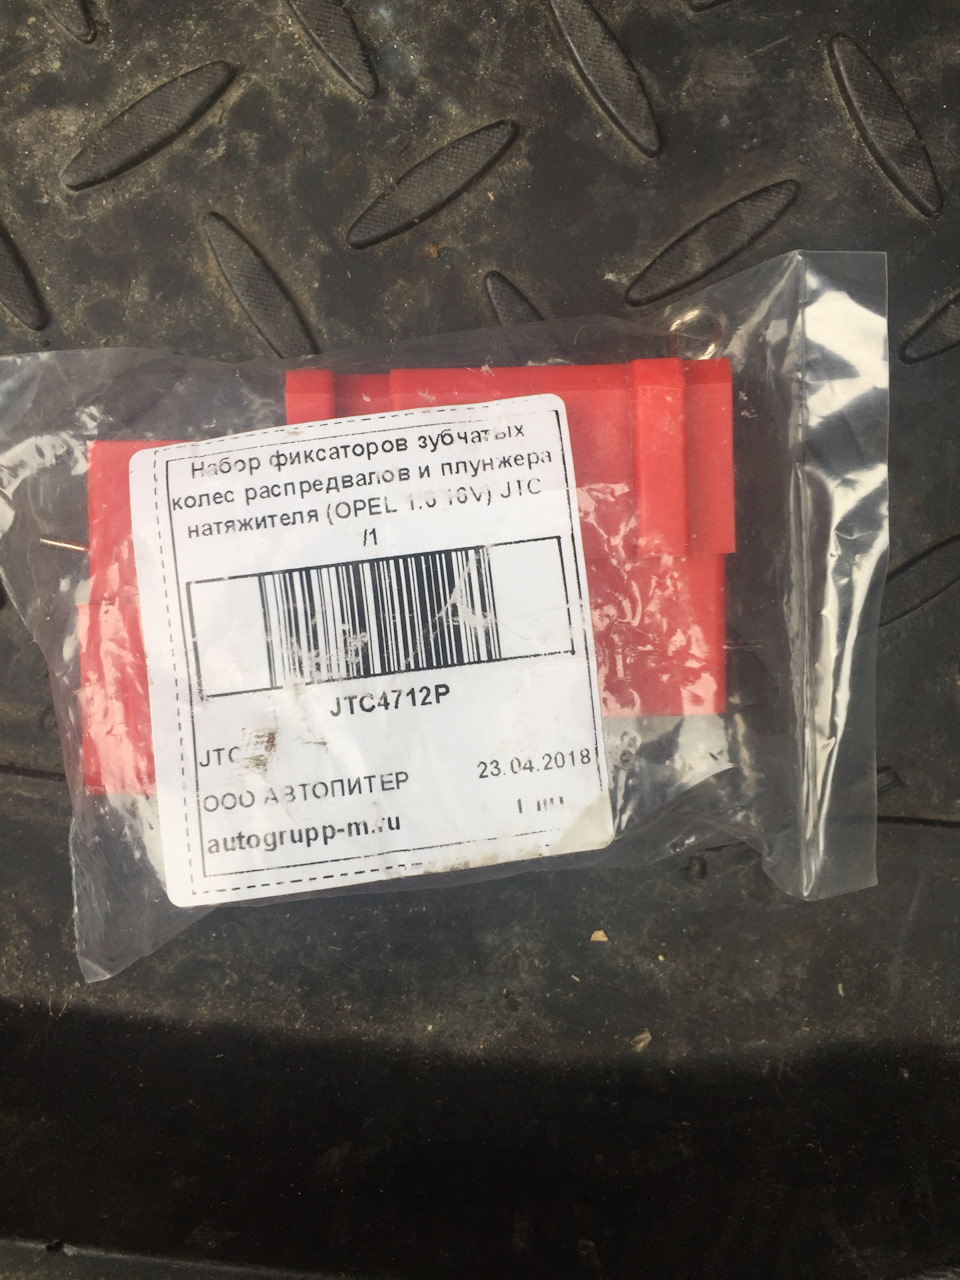 Набор фиксаторов зубчатых
колес распредвалов и плунжера
натяжителя (OPEL 1.6 16V) JTC
/1
JTC4712P
JTC
ООО АВТОПИТЕР
23.04.2018
autogrupp-m.ru
1